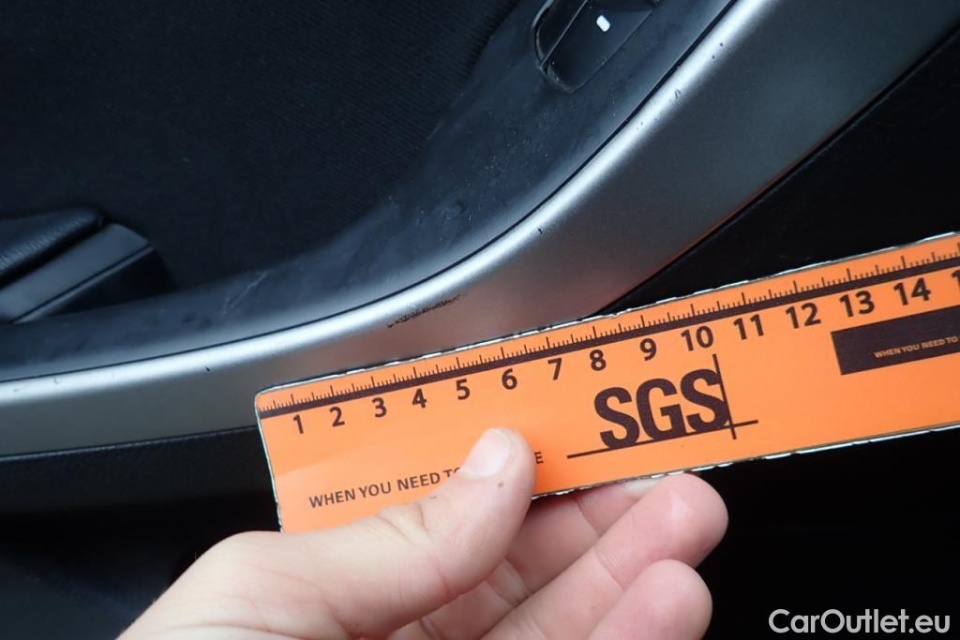 1 2 3 4 5 6 7 8 9 10 11 12 13 14
SGS
WHEN YOU NEED TO
WHEN YOU NEED TO
CarOutlet.eu